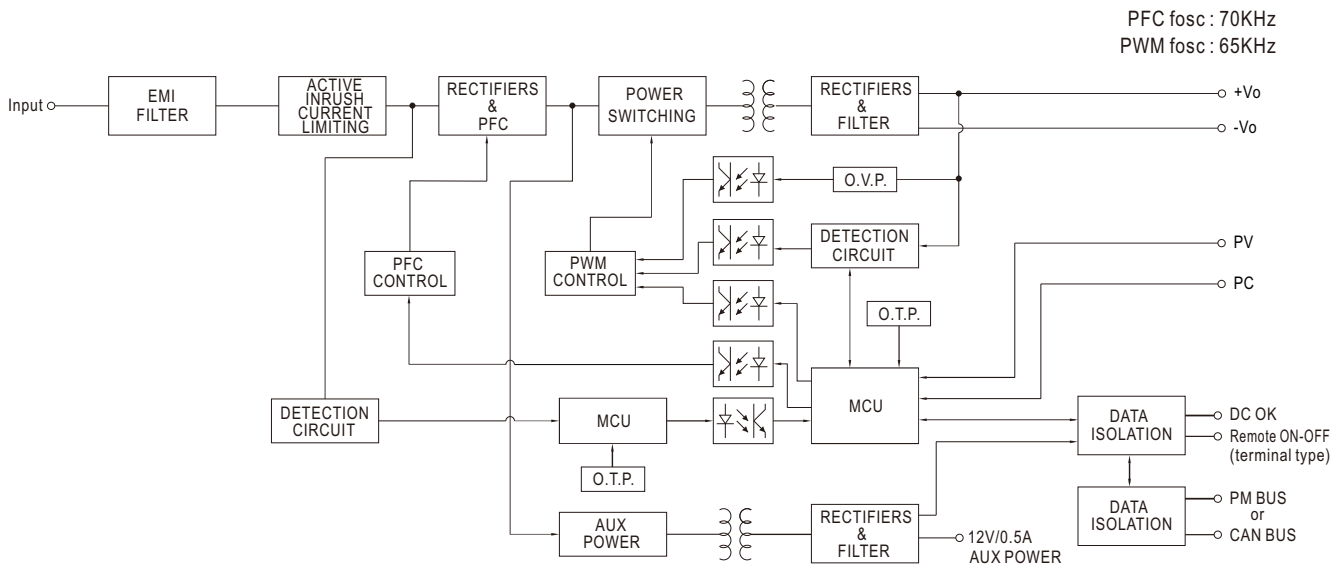 PFC fosc : 70KHz
PWM fosc : 65KHz
Input
EMI
FILTER
ACTIVE
INRUSH
CURRENT
LIMITING
RECTIFIERS
&
PFC
POWER
SWITCHING
RECTIFIERS
&
FILTER
+Vo
-Vo
O.V.P.
PFC
CONTROL
PWM
CONTROL
DETECTION
CIRCUIT
PV
PC
O.T.P.
DETECTION
CIRCUIT
MCU
MCU
DATA
ISOLATION
DC OK
Remote ON-OFF
(terminal type)
O.T.P.
AUX
POWER
RECTIFIERS
&
FILTER
12V/0.5A
AUX POWER
DATA
ISOLATION
PM BUS
or
CAN BUS